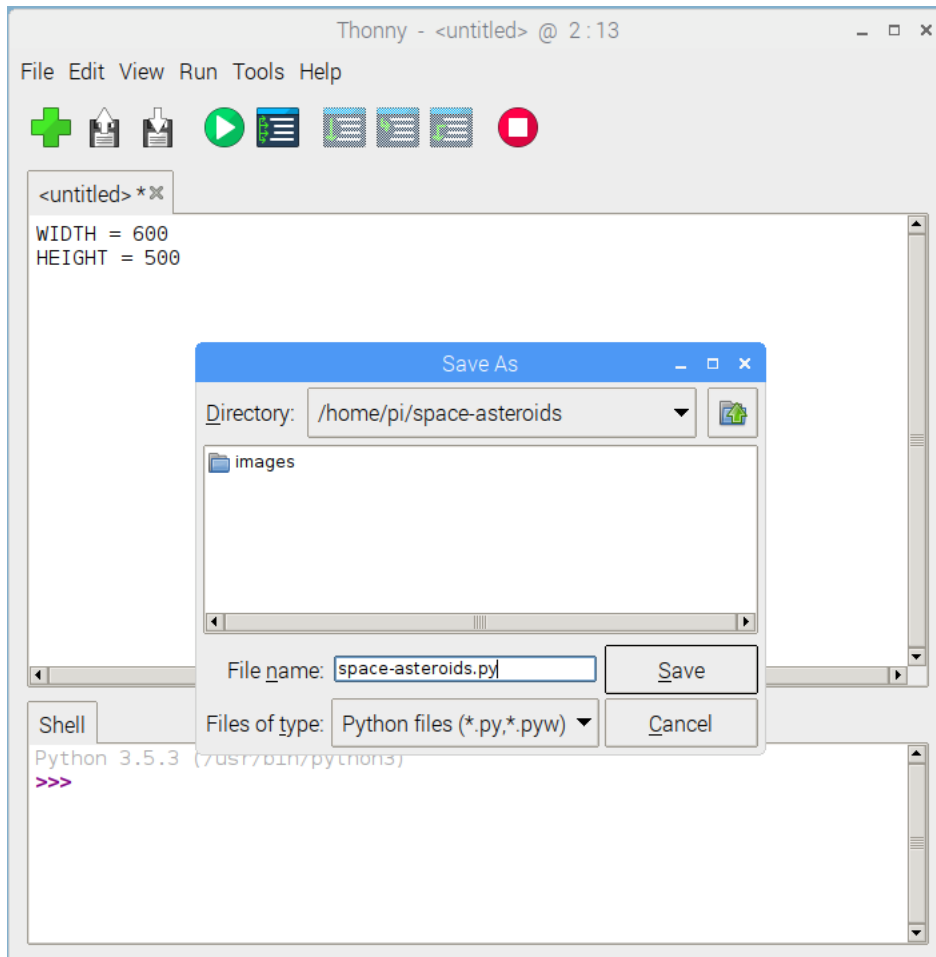 Thonny - <untitled> @ 2:13
File Edit View Run Tools Help
<untitled> *
WIDTH = 600
HEIGHT = 500
Save As
Directory: /home/pi/space-asteroids
images
File name: space-asteroids.py Save
Files of type: Python files (*.py,*.pyw) Cancel
Shell
Python 3.5.3 (/usr/bin/python3)
>>>